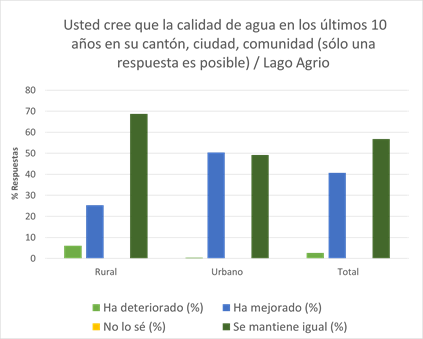 Usted cree que la calidad de agua en los últimos 10
años en su cantón, ciudad, comunidad (sólo una
respuesta es posible) / Lago Agrio
% Respuestas
80
70
60
50
40
30
20
10
0
Rural Urbano Total
Ha deteriorado (%) Ha mejorado (%)
No lo sé (%) Se mantiene igual (%)